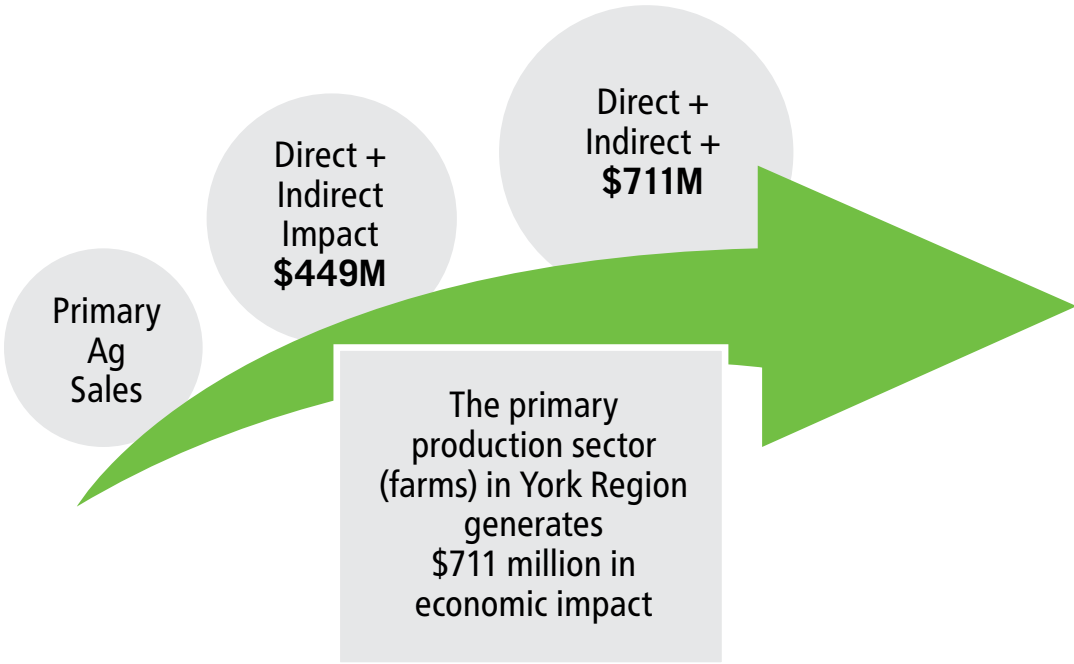 Primary
Ag
Sales
Direct +
Indirect
Impact
$449M
Direct +
Indirect +
$711M
The primary
production sector
(farms) in York Region
generates
$711 million in
economic impact